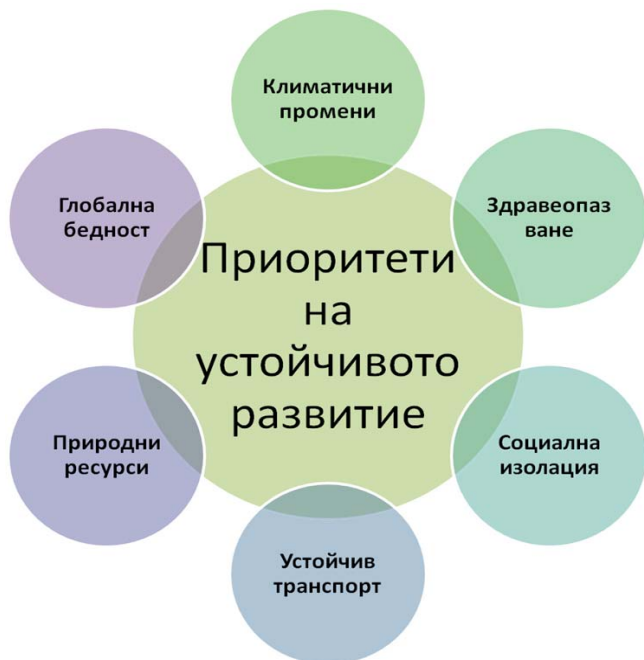 Климатични
промени
Здравеопаз
ване
Социална
изолация
Устойчив
транспорт
Природни
ресурси
Глобална
бедност
Приоритети
на
устойчивото
развитие